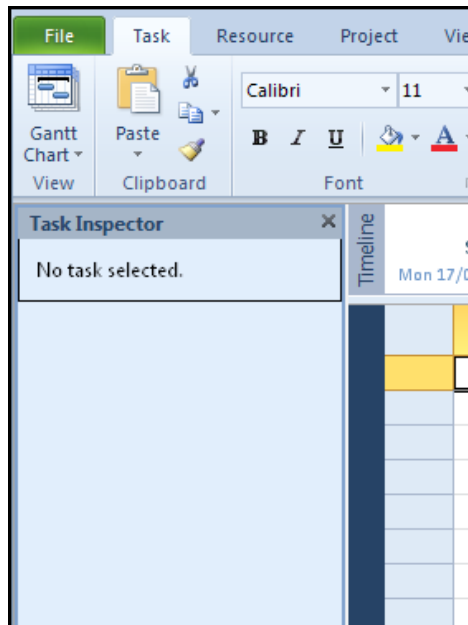 File Task Resource Project
Calibri 11
Gantt Chart
Paste
B I U A
View Clipboard Font
Task Inspector
No task selected.
Timeline
Mon 17/